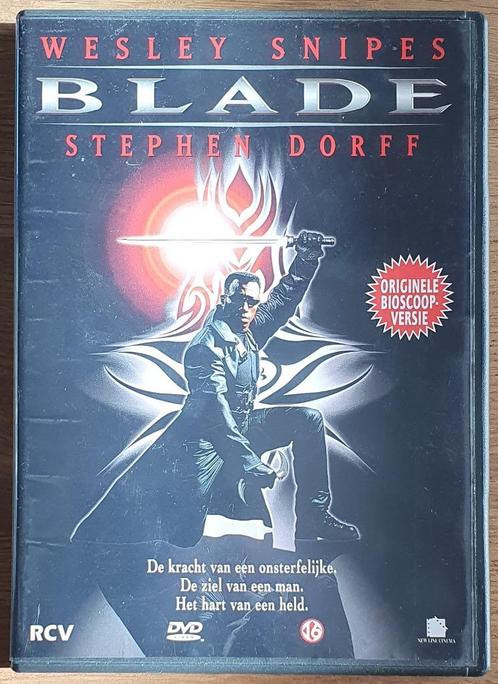 WESLEY SNIPES
BLADE
STEPHEN DORFF
ORIGINELE
BIOSCOOP-
VERSIE
De kracht van een onsterfelijke.
De ziel van een man.
Het hart van een held.
RCV
DVD
16
NEW LINE CINEMA